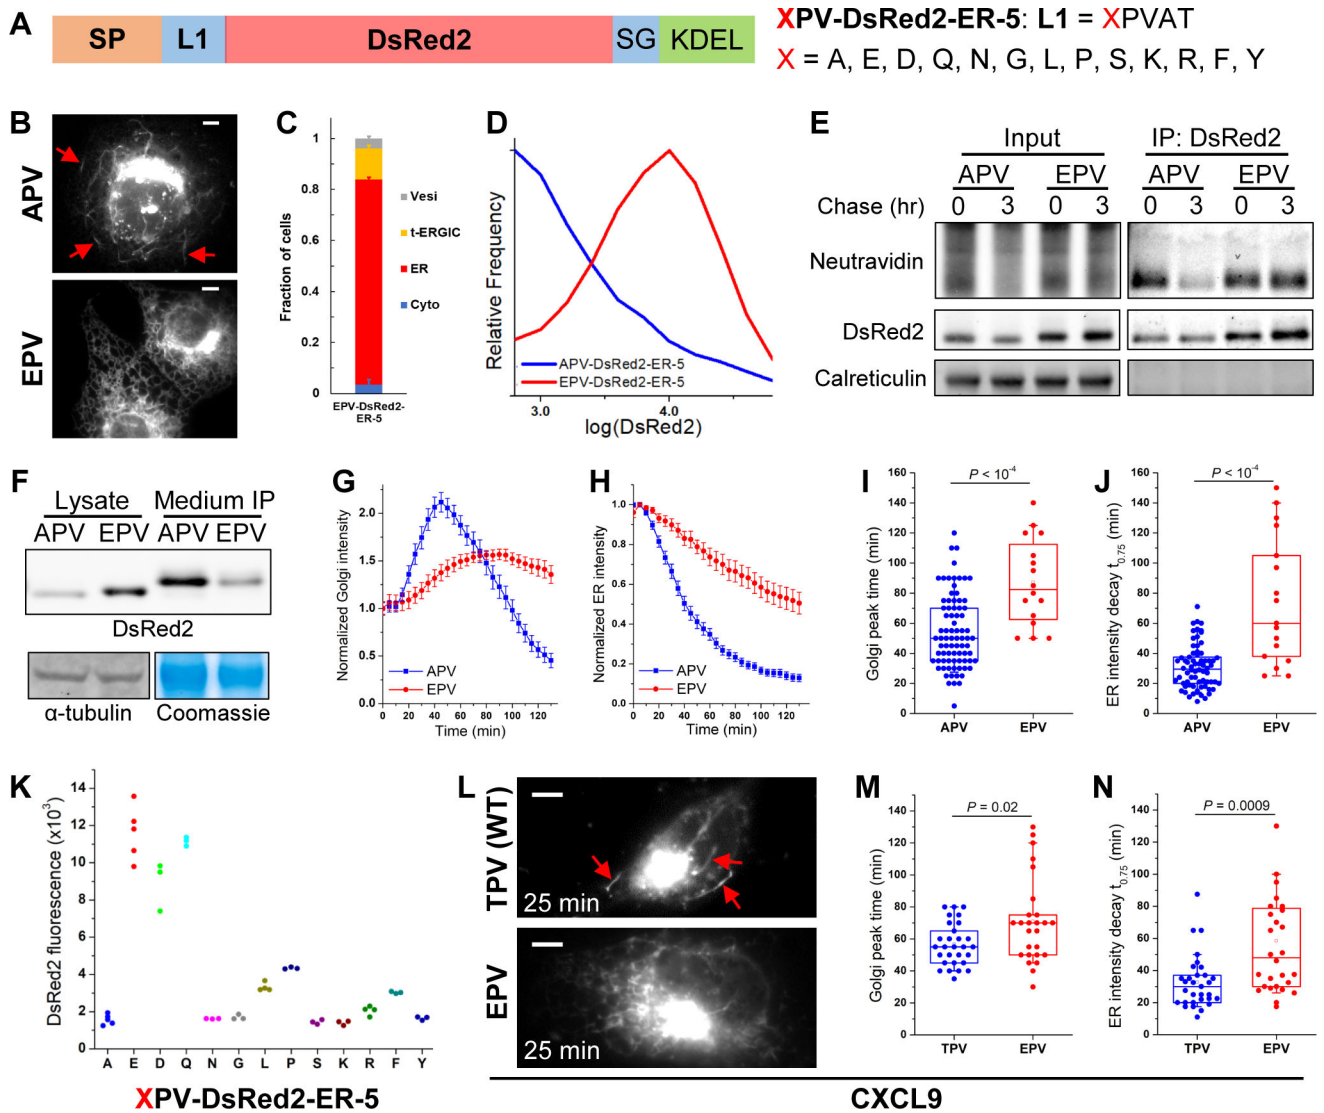 A
SP
L1
DsRed2
SG
KDEL
XPV-DsRed2-ER-5: L1 = XPVAT
X = A, E, D, Q, N, G, L, P, S, K, R, F, Y
B
APV
EPV
C
Fraction of cells
1
0.8
0.6
0.4
0.2
0
Vesi
t-ERGIC
ER
Cyto
EPV-DsRed2-
ER-5
D
Relative Frequency
APV-DsRed2-ER-5
EPV-DsRed2-ER-5
3.0
4.0
log(DsRed2)
E
Input
IP: DsRed2
APV
EPV
APV
EPV
Chase (hr)
0
3
0
3
0
3
0
3
Neutravidin
DsRed2
Calreticulin
F
Lysate
Medium IP
APV
EPV
APV
EPV
DsRed2
α-tubulin
Coomassie
G
Normalized Golgi intensity
2.0
1.5
1.0
0.5
0.0
APV
EPV
0 20 40 60 80 100 120
Time (min)
H
Normalized ER intensity
1.0
0.8
0.6
0.4
0.2
0.0
APV
EPV
0 20 40 60 80 100 120
Time (min)
I
Golgi peak time (min)
160
140
120
100
80
60
40
20
0
P < 10-4
APV
EPV
J
ER intensity decay t0.75 (min)
160
140
120
100
80
60
40
20
0
P < 10-4
APV
EPV
K
DsRed2 fluorescence (x10³)
14
12
10
8
6
4
2
0
A E D Q N G L P S K R F Y
XPV-DsRed2-ER-5
L
TPV (WT)
25 min
EPV
25 min
M
Golgi peak time (min)
140
120
100
80
60
40
20
0
P = 0.02
TPV
EPV
N
ER intensity decay t0.75 (min)
140
120
100
80
60
40
20
0
P = 0.0009
TPV
EPV
CXCL9